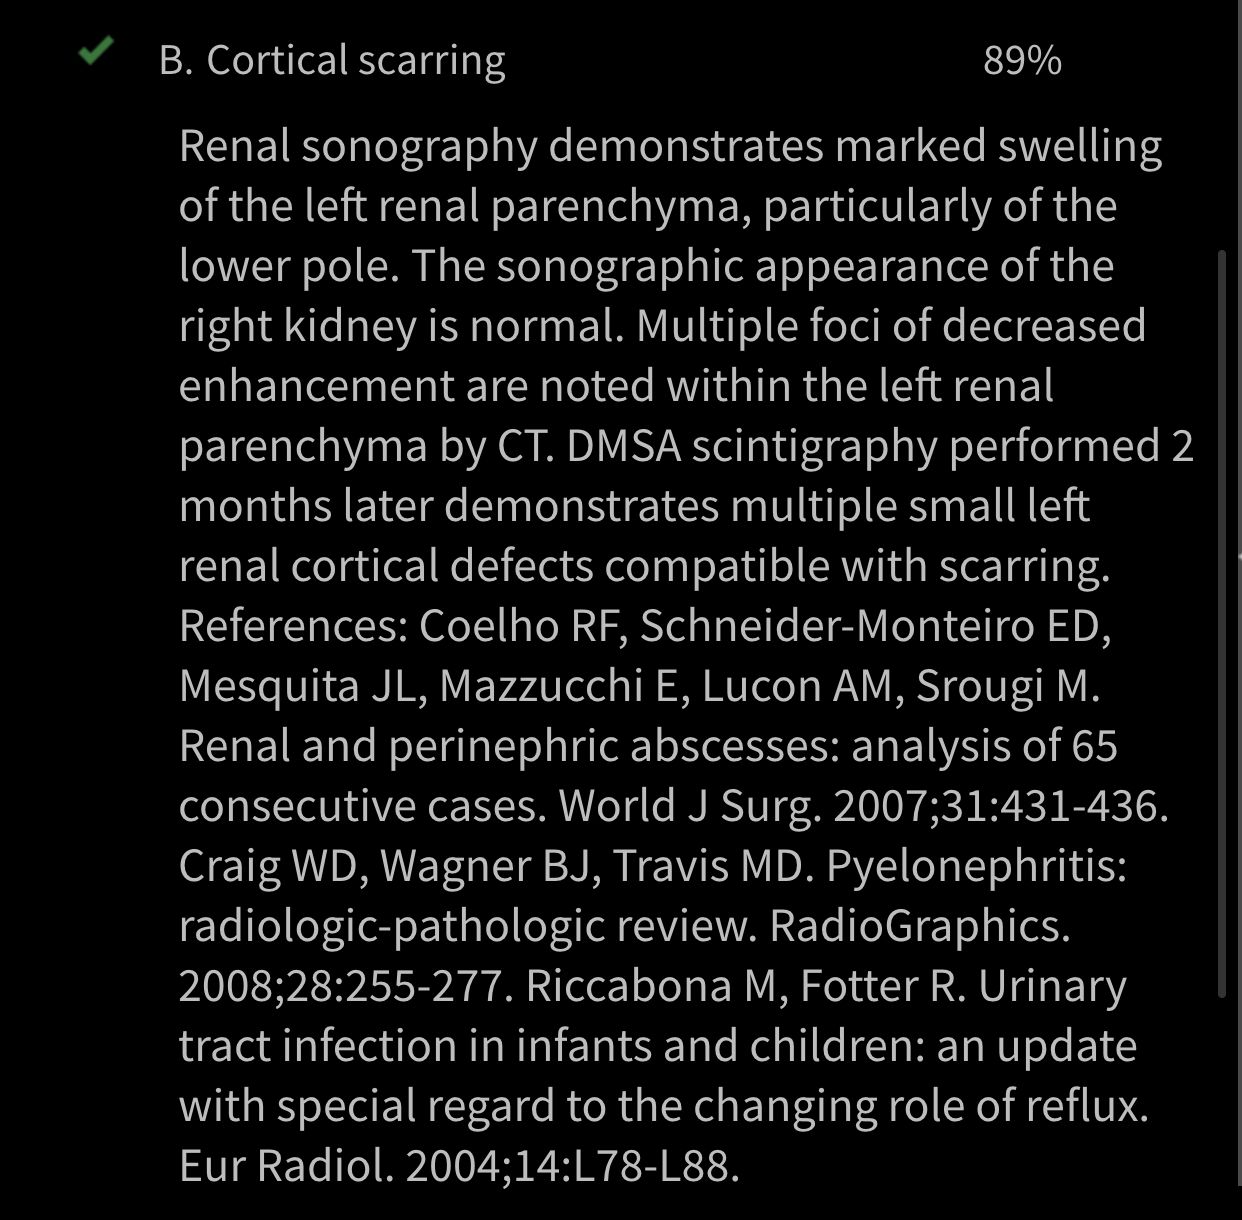 B. Cortical scarring 89%
Renal sonography demonstrates marked swelling
of the left renal parenchyma, particularly of the
lower pole. The sonographic appearance of the
right kidney is normal. Multiple foci of decreased
enhancement are noted within the left renal
parenchyma by CT. DMSA scintigraphy performed 2
months later demonstrates multiple small left
renal cortical defects compatible with scarring.
References: Coelho RF, Schneider-Monteiro ED,
Mesquita JL, Mazzucchi E, Lucon AM, Srougi M.
Renal and perinephric abscesses: analysis of 65
consecutive cases. World J Surg. 2007;31:431-436.
Craig WD, Wagner BJ, Travis MD. Pyelonephritis:
radiologic-pathologic review. RadioGraphics.
2008;28:255-277. Riccabona M, Fotter R. Urinary
tract infection in infants and children: an update
with special regard to the changing role of reflux.
Eur Radiol. 2004;14:L78-L88.